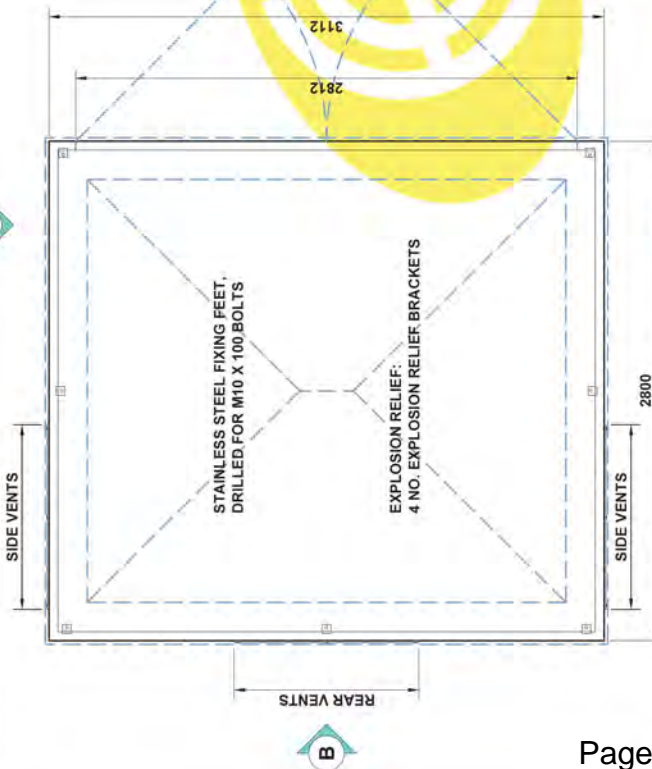 3112
2812
STAINLESS STEEL FIXING FEET,
DRILLED FOR M10 X 100 BOLTS
EXPLOSION RELIEF:
4 NO. EXPLOSION RELIEF BRACKETS
SIDE VENTS
SIDE VENTS
2800
REAR VENTS
B
Page